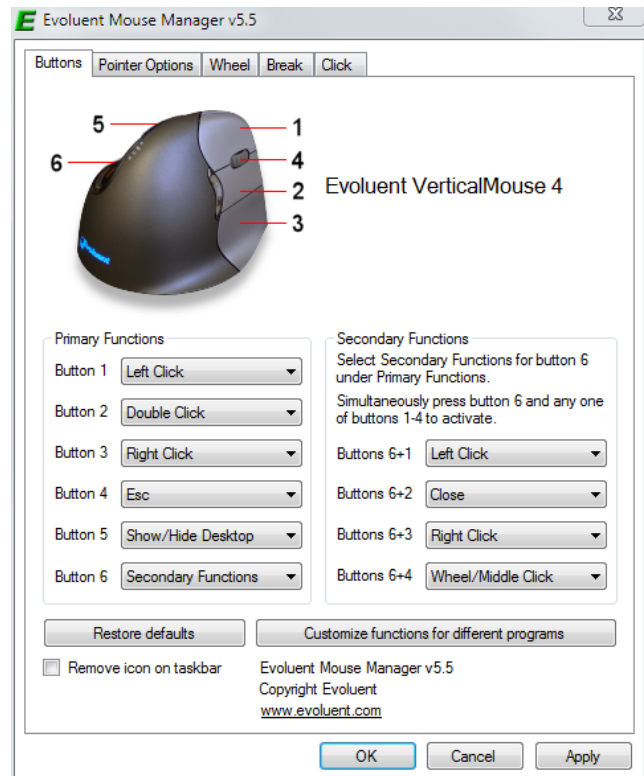 Evoluent Mouse Manager v5.5
Buttons Pointer Options Wheel Break Click
5
1
6
4
2
3
Evoluent
Evoluent VerticalMouse 4
Primary Functions
Button 1 Left Click
Button 2 Double Click
Button 3 Right Click
Button 4 Esc
Button 5 Show/Hide Desktop
Button 6 Secondary Functions
Secondary Functions
Select Secondary Functions for button 6
under Primary Functions.
Simultaneously press button 6 and any one
of buttons 1-4 to activate.
Buttons 6+1 Left Click
Buttons 6+2 Close
Buttons 6+3 Right Click
Buttons 6+4 Wheel/Middle Click
Restore defaults
Customize functions for different programs
Remove icon on taskbar
Evoluent Mouse Manager v5.5
Copyright Evoluent
www.evoluent.com
OK Cancel Apply